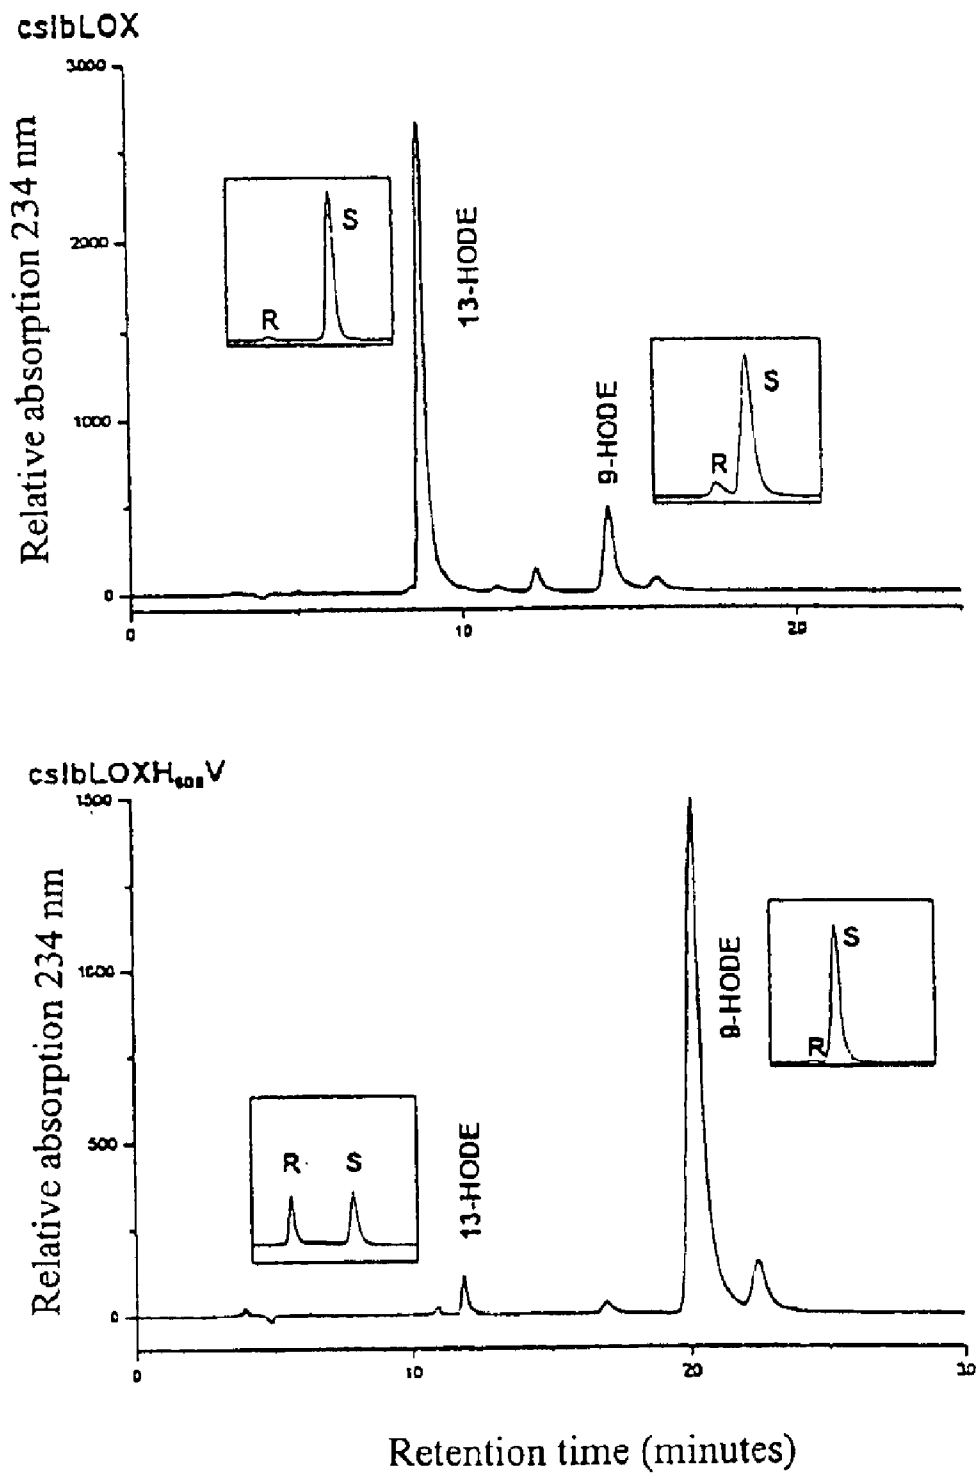 cslbLOX
3000
2000
1000
0
0
10
20
Relative absorption 234 nm
R
S
13-HODE
9-HODE
R
S
cslbLOXH₆₀₈V
1500
1000
500
0
0
10
20
30
Relative absorption 234 nm
R
S
13-HODE
9-HODE
R
S
Retention time (minutes)